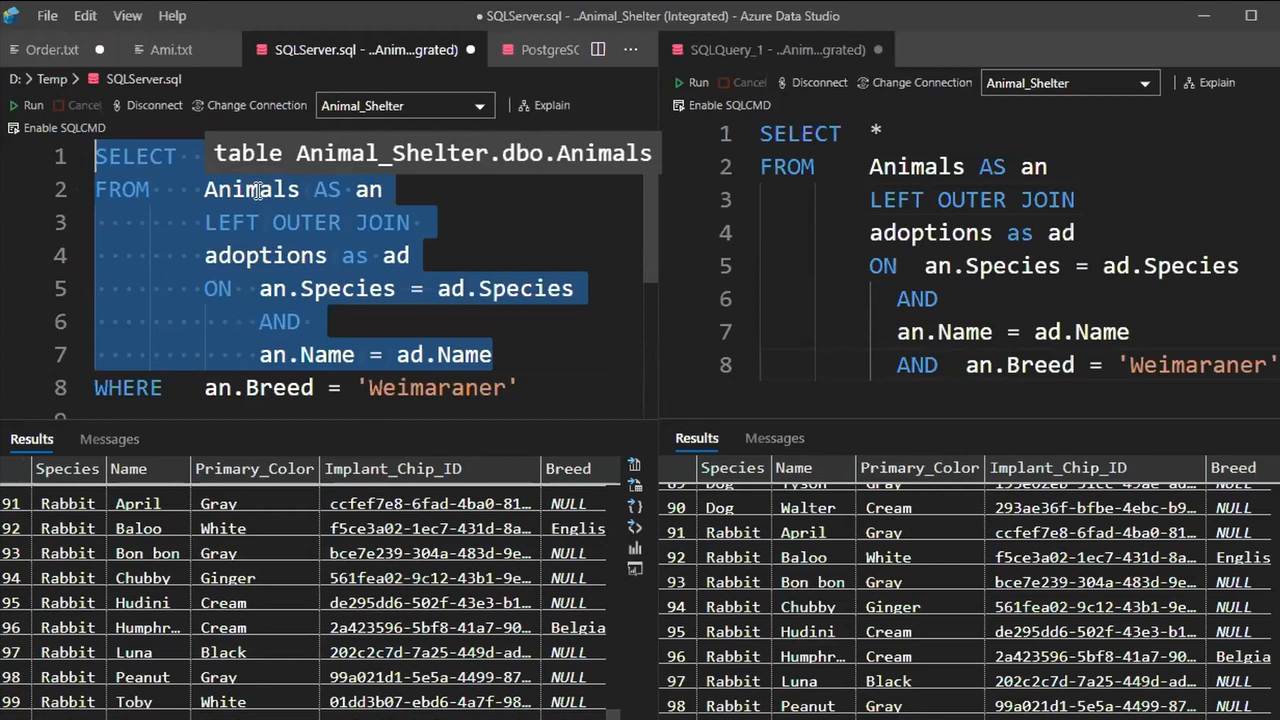 File Edit View Help ● SQLServer.sql - ..Animal_Shelter (Integrated) - Azure Data Studio
Order.txt Ami.txt SQLServer.sql - ..Anim...grated) PostgreSQ
D: > Temp > SQLServer.sql
Run Cancel Disconnect Change Connection Animal_Shelter Explain
Enable SQLCMD
1 SELECT
table Animal_Shelter.dbo.Animals
2 FROM Animals AS an
3 LEFT OUTER JOIN
4 adoptions as ad
5 ON an.Species = ad.Species
6 AND
7 an.Name = ad.Name
8 WHERE an.Breed = 'Weimaraner'
Results Messages
Species Name Primary_Color Implant_Chip_ID Breed
91 Rabbit April Gray ccfef7e8-6fad-4ba0-81... NULL
92 Rabbit Baloo White f5ce3a02-1ec7-431d-8a... Englis
93 Rabbit Bon bon Gray bce7e239-304a-483d-9e... NULL
94 Rabbit Chubby Ginger 561fea02-9c12-43b1-9e... NULL
95 Rabbit Hudini Cream de295dd6-502f-43e3-b1... NULL
96 Rabbit Humphr... Cream 2a423596-5bf8-41a7-90... Belgia
97 Rabbit Luna Black 202c2c7d-7a25-449d-ad... NULL
98 Rabbit Peanut Gray 99a021d1-5e5a-4499-87... NULL
99 Rabbit Toby White 01dd3b07-ebd6-4a7f-98... NULL
SQLQuery_1 - ..Anim...grated)
Run Cancel Disconnect Change Connection Animal_Shelter Explain
Enable SQLCMD
1 SELECT *
2 FROM Animals AS an
3 LEFT OUTER JOIN
4 adoptions as ad
5 ON an.Species = ad.Species
6 AND
7 an.Name = ad.Name
8 AND an.Breed = 'Weimaraner'
Results Messages
Species Name Primary_Color Implant_Chip_ID Breed
89 Dog Tyson Gray
90 Dog Walter Cream 293ae36f-bfbe-4ebc-b9... NULL
91 Rabbit April Gray ccfef7e8-6fad-4ba0-81... NULL
92 Rabbit Baloo White f5ce3a02-1ec7-431d-8a... Englis
93 Rabbit Bon bon Gray bce7e239-304a-483d-9e... NULL
94 Rabbit Chubby Ginger 561fea02-9c12-43b1-9e... NULL
95 Rabbit Hudini Cream de295dd6-502f-43e3-b1... NULL
96 Rabbit Humphr... Cream 2a423596-5bf8-41a7-90... Belgia
97 Rabbit Luna Black 202c2c7d-7a25-449d-ad... NULL
98 Rabbit Peanut Gray 99a021d1-5e5a-4499-87... NULL